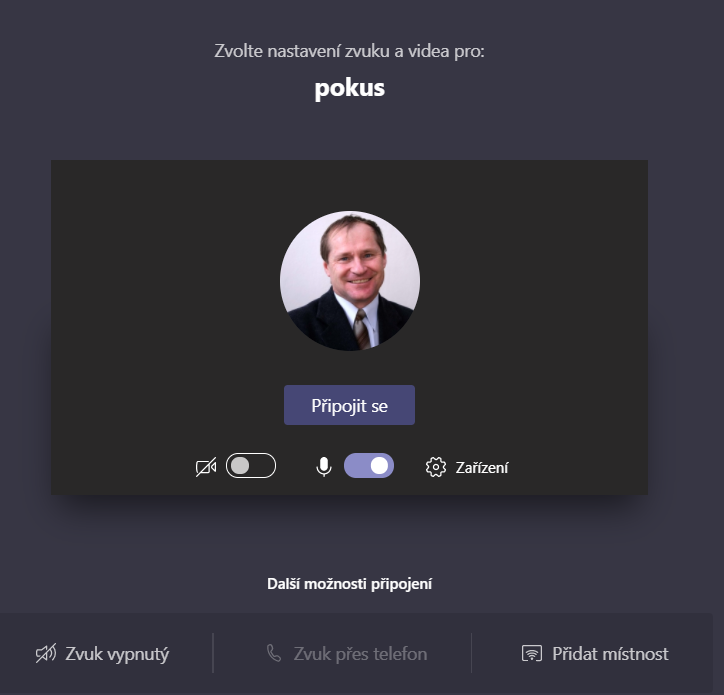 Zvolte nastavení zvuku a videa pro:
pokus
Připojit se
Zařízení
Další možnosti připojení
Zvuk vypnutý
Zvuk přes telefon
Přidat místnost